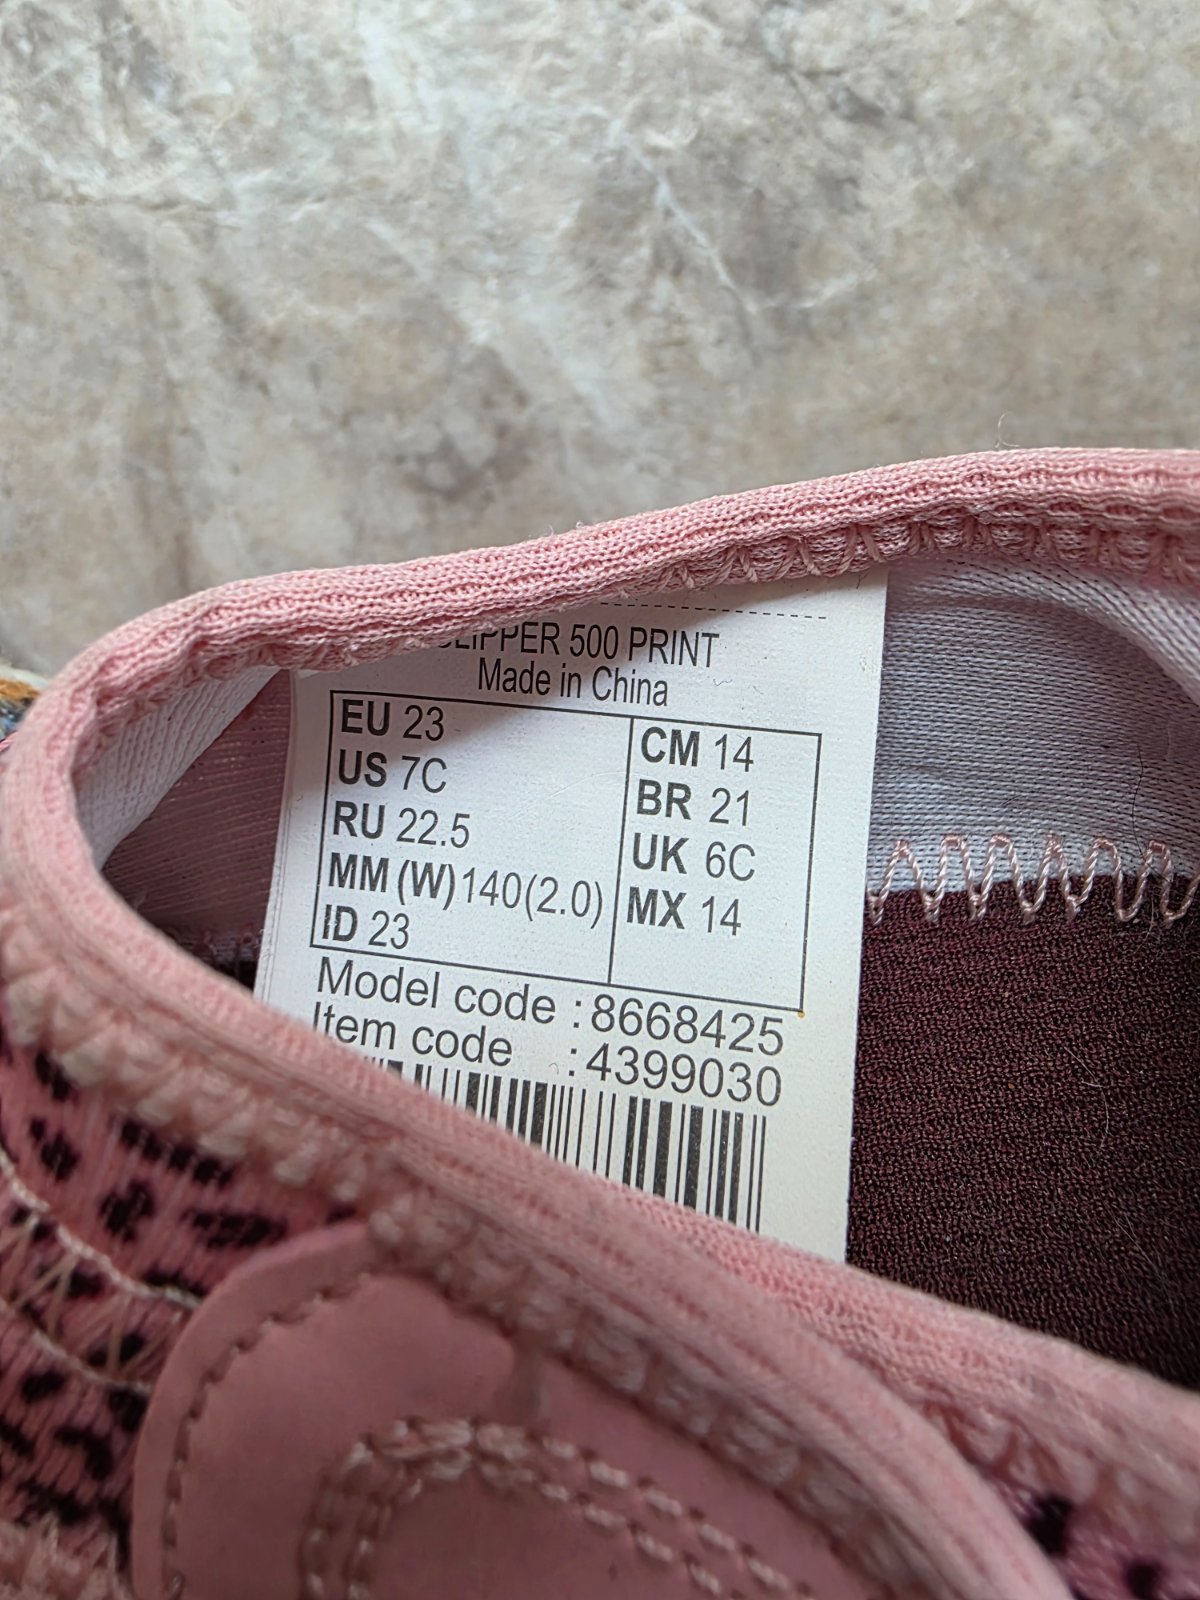 SLIPPER 500 PRINT
Made in China
EU 23
US 7C
RU 22.5
MM (W) 140(2.0)
ID 23
CM 14
BR 21
UK 6C
MX 14
Model code : 8668425
Item code : 4399030